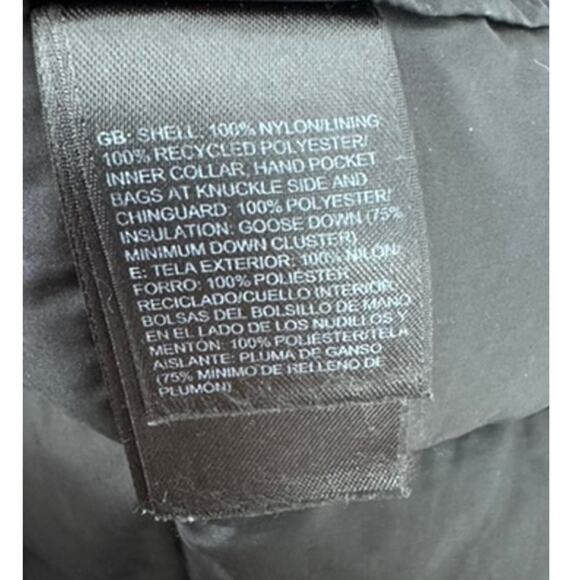 GB: SHELL: 100% NYLON/LINING
100% RECYCLED POLYESTER/
INNER COLLAR, HAND POCKET
BAGS AT KNUCKLE SIDE AND
CHINGUARD: 100% POLYESTER/
INSULATION: GOOSE DOWN (75%
MINIMUM DOWN CLUSTER)
E: TELA EXTERIOR: 100% NILÓN/
FORRO: 100% POLIÉSTER
RECICLADO/CUELLO INTERIOR,
BOLSAS DEL BOLSILLO DE MANO
EN EL LADO DE LOS NUDILLOS Y
MENTÓN: 100% POLIÉSTER/TELA
AISLANTE: PLUMA DE GANSO
(75% MÍNIMO DE RELLENO DE
PLUMÓN)